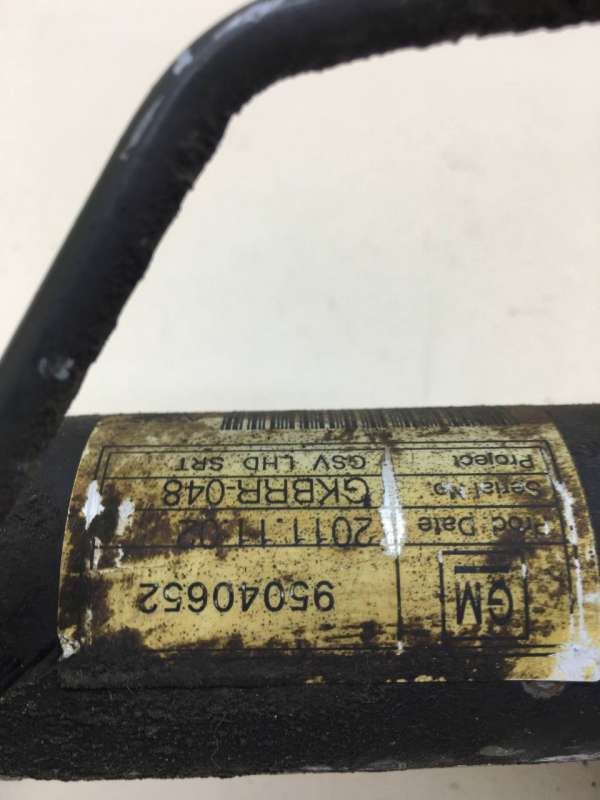 GM 95040652
Proc. Date 2011.11.02
Serial No. GKBRR-048
Project GSV LHD SRT